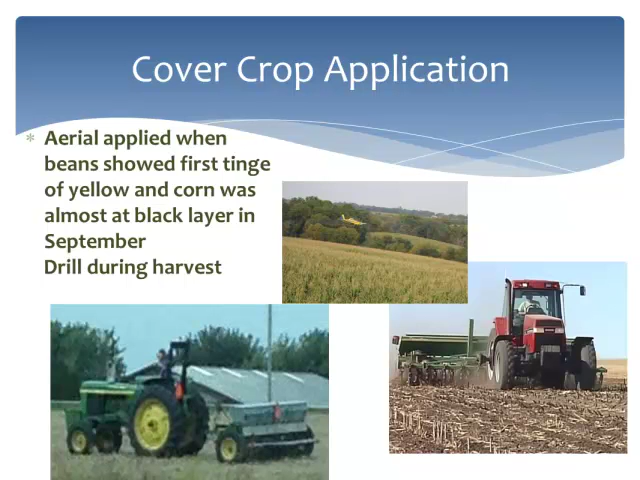 Cover Crop Application
Aerial applied when
beans showed first tinge
of yellow and corn was
almost at black layer in
September
Drill during harvest